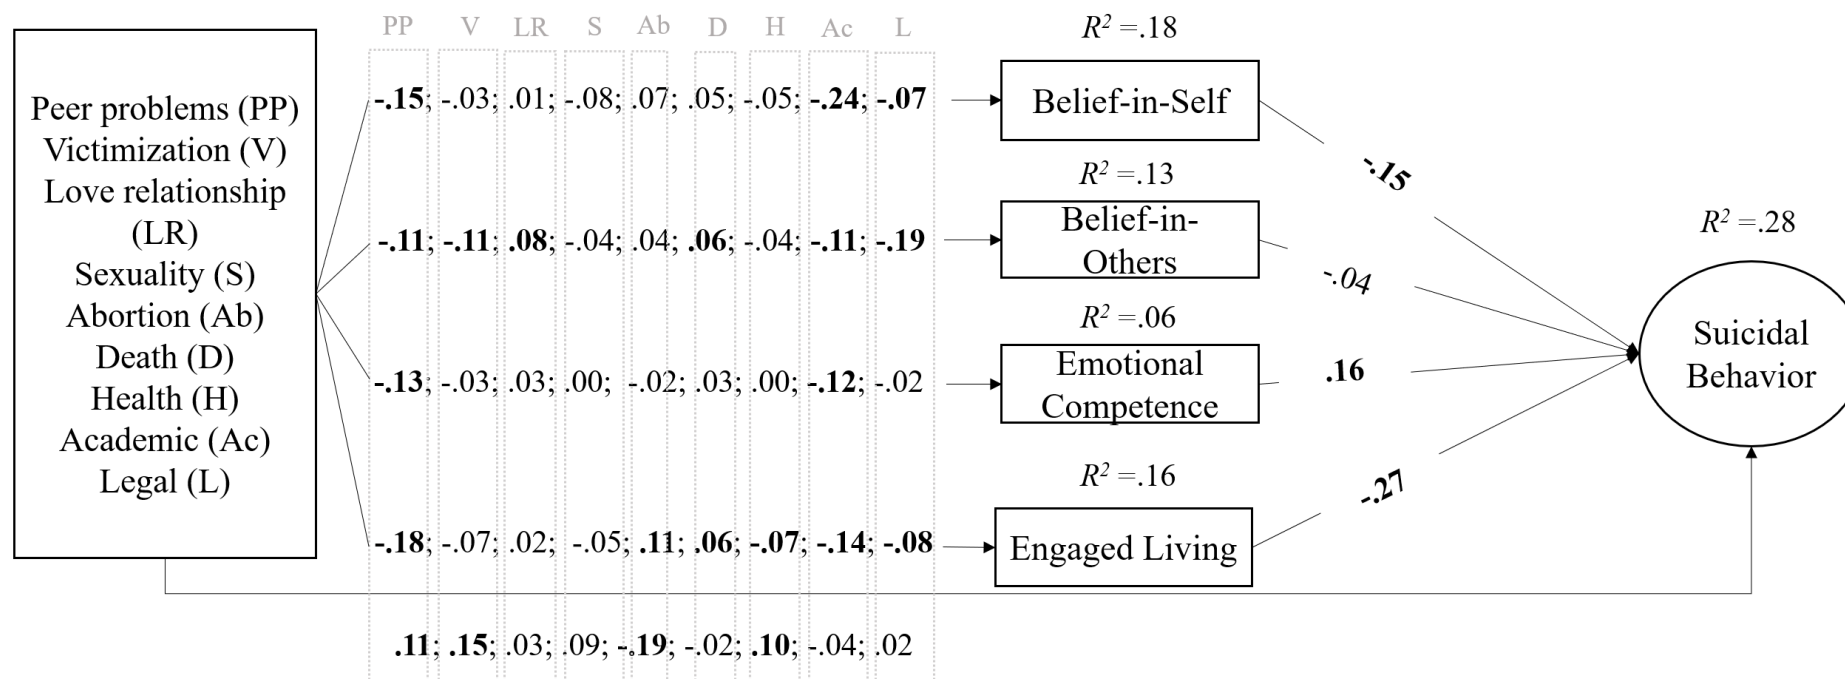 PP V LR S Ab D H Ac L
Peer problems (PP)
Victimization (V)
Love relationship
(LR)
Sexuality (S)
Abortion (Ab)
Death (D)
Health (H)
Academic (Ac)
Legal (L)
-.15; -.03; .01; -.08; .07; .05; -.05; -.24; -.07
R² =.18
Belief-in-Self
-.15
-.11; -.11; .08; -.04; .04; .06; -.04; -.11; -.19
R² =.13
Belief-in-
Others
-.04
-.13; -.03; .03; .00; -.02; .03; .00; -.12; -.02
R² =.06
Emotional
Competence
.16
-.18; -.07; .02; -.05; .11; .06; -.07; -.14; -.08
R² =.16
Engaged Living
-.27
R² =.28
Suicidal
Behavior
.11; .15; .03; .09; -.19; -.02; .10; -.04; .02